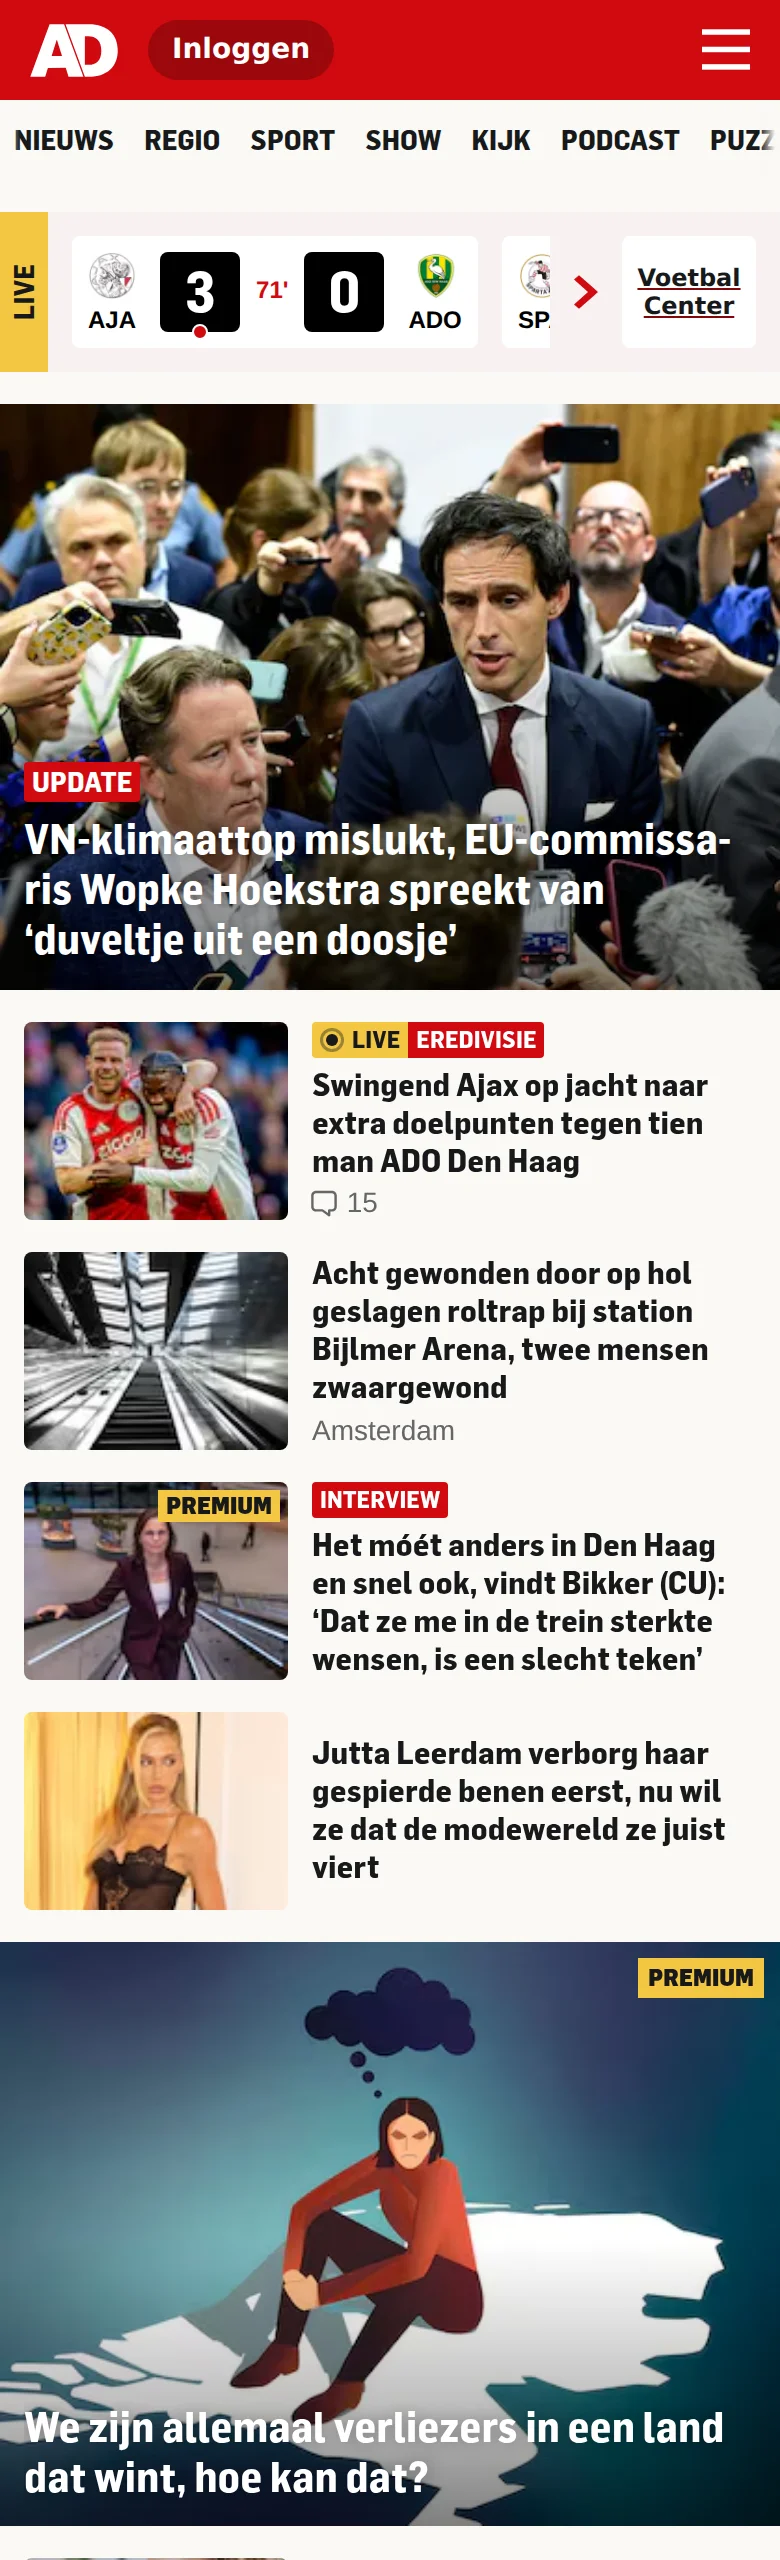 AD
Inloggen
NIEUWS REGIO SPORT SHOW KIJK PODCAST PUZZ
LIVE
AJA
3
71'
0
ADO
SPA
Voetbal
Center
UPDATE
VN-klimaattop mislukt, EU-commissa-
ris Wopke Hoekstra spreekt van
‘duveltje uit een doosje’
LIVE EREDIVISIE
Swingend Ajax op jacht naar
extra doelpunten tegen tien
man ADO Den Haag
15
Acht gewonden door op hol
geslagen roltrap bij station
Bijlmer Arena, twee mensen
zwaargewond
Amsterdam
PREMIUM
INTERVIEW
Het móét anders in Den Haag
en snel ook, vindt Bikker (CU):
‘Dat ze me in de trein sterkte
wensen, is een slecht teken’
Jutta Leerdam verborg haar
gespierde benen eerst, nu wil
ze dat de modewereld ze juist
viert
PREMIUM
We zijn allemaal verliezers in een land
dat wint, hoe kan dat?